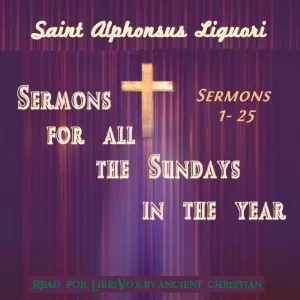 Saint Alphonsus Liguori
Sermons
for all
the Sundays
in the year
Sermons
1-25
Read for LibriVox by ancient christian